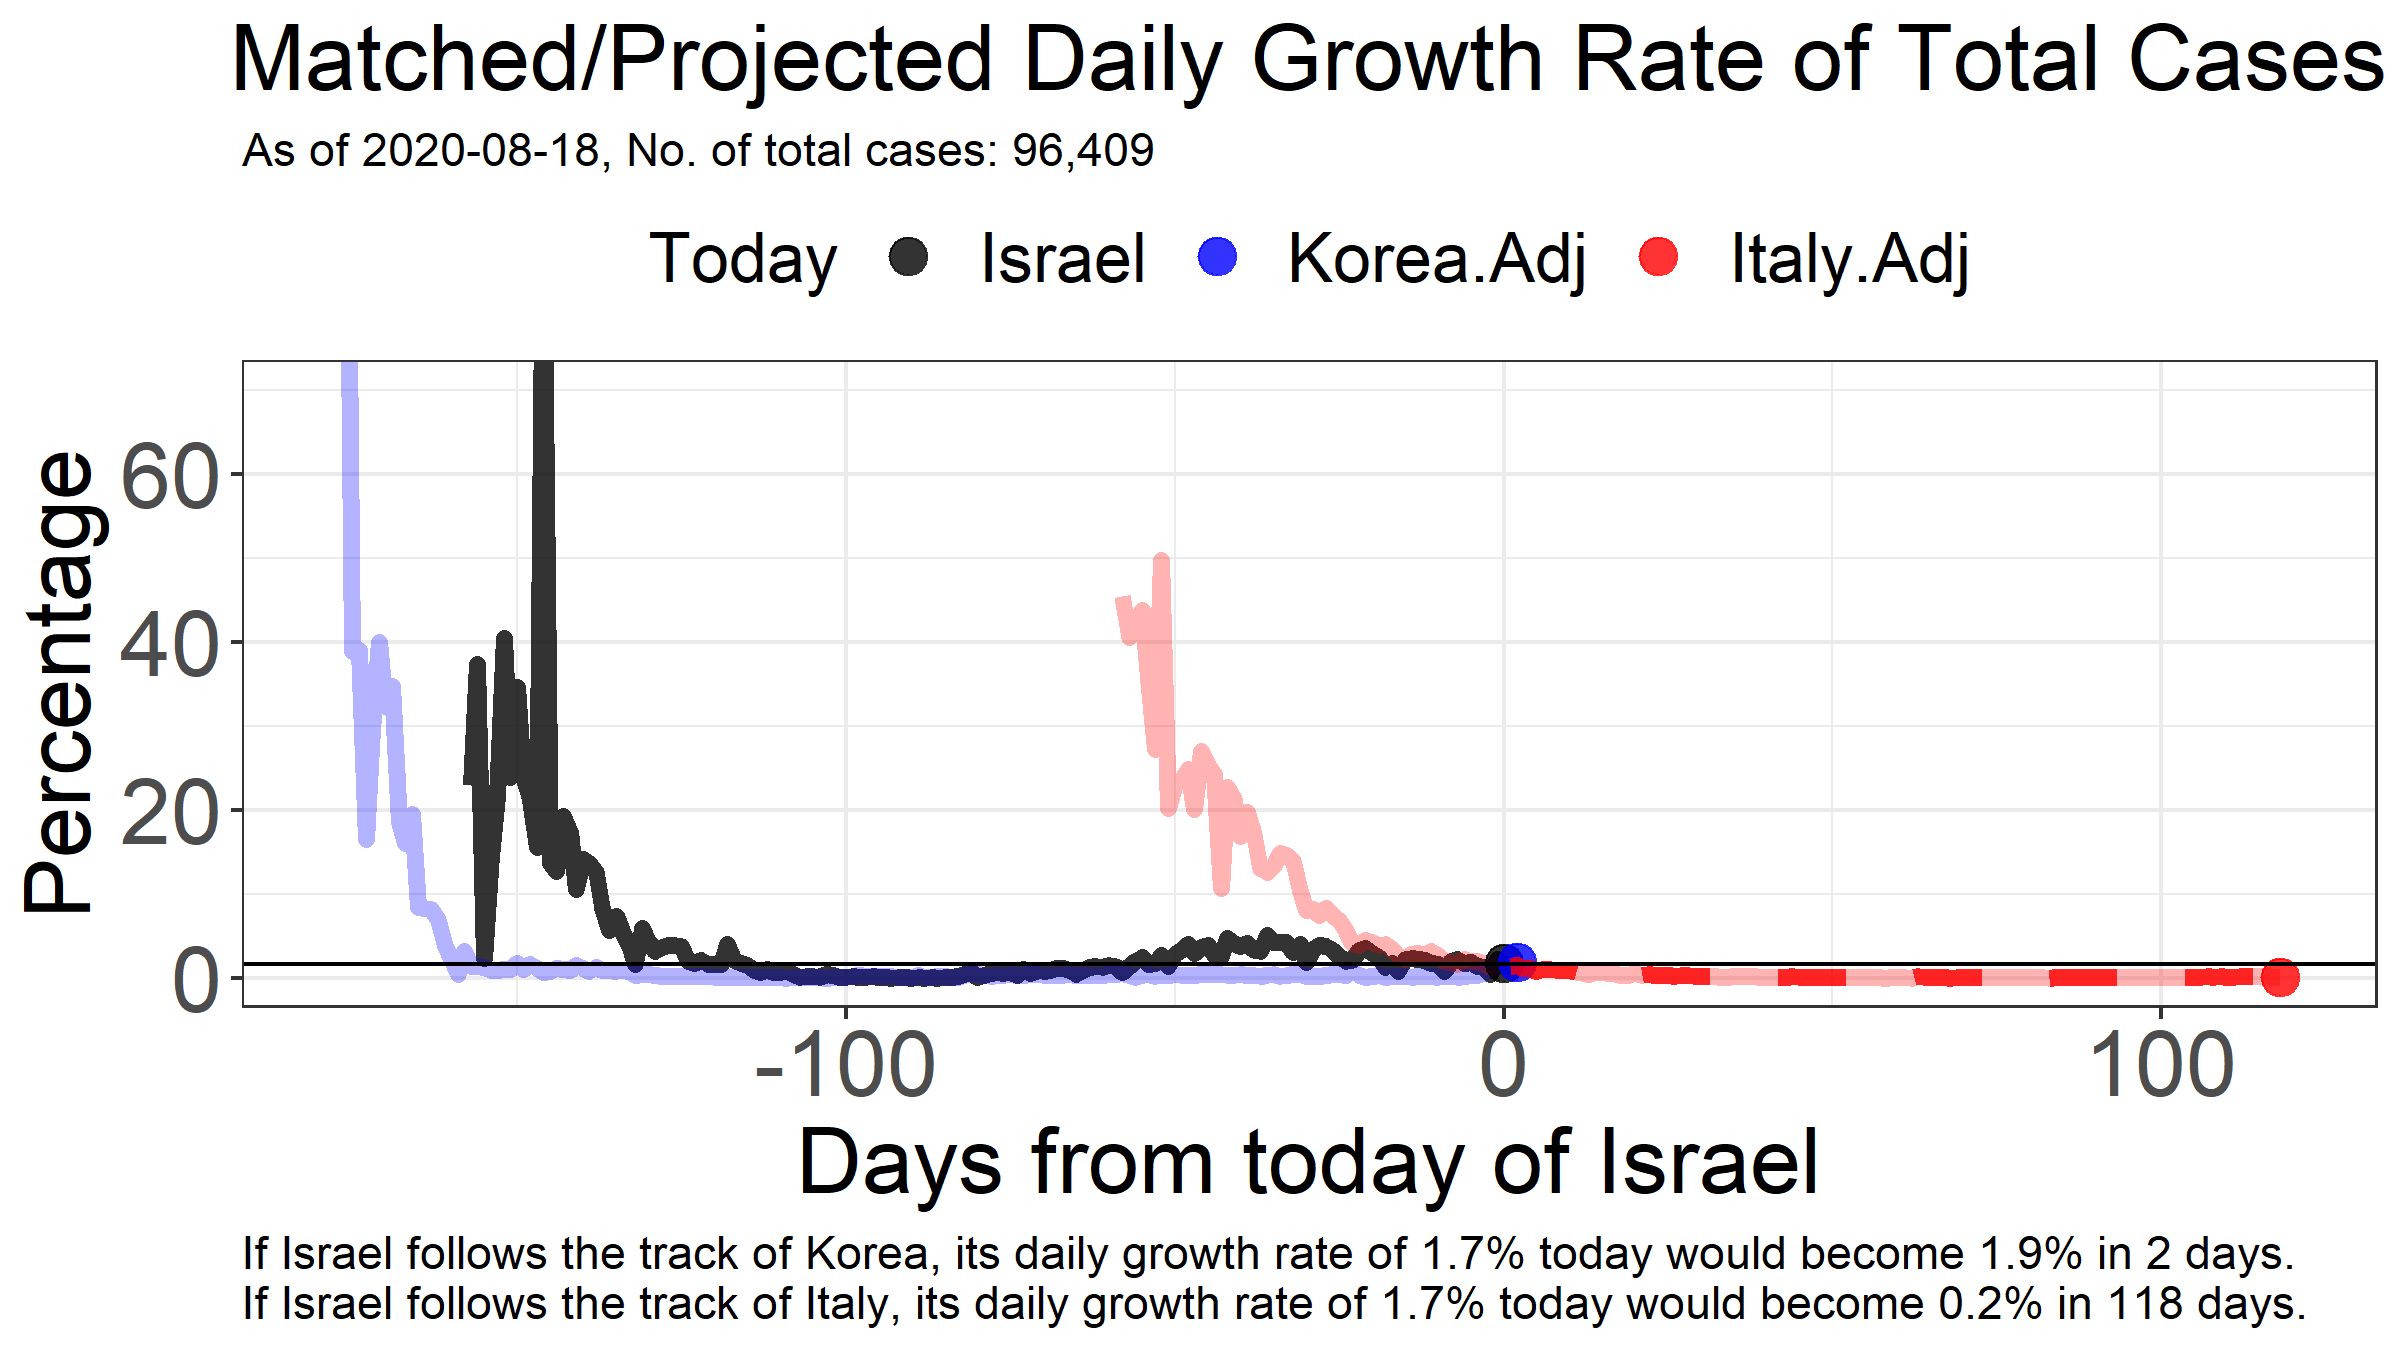 Matched/Projected Daily Growth Rate of Total Cases
As of 2020-08-18, No. of total cases: 96,409
Today Israel Korea.Adj Italy.Adj
Percentage
60
40
20
0
-100 0 100
Days from today of Israel
If Israel follows the track of Korea, its daily growth rate of 1.7% today would become 1.9% in 2 days.
If Israel follows the track of Italy, its daily growth rate of 1.7% today would become 0.2% in 118 days.